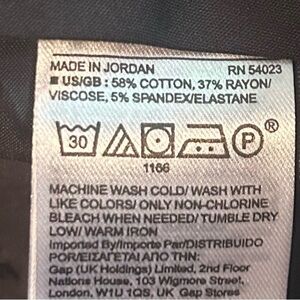 MADE IN JORDAN RN 54023
■ US/GB : 58% COTTON, 37% RAYON/
VISCOSE, 5% SPANDEX/ELASTANE
30 P ®
1166
MACHINE WASH COLD/ WASH WITH
LIKE COLORS/ ONLY NON-CHLORINE
BLEACH WHEN NEEDED/ TUMBLE DRY
LOW/ WARM IRON
Imported By/Importe Par/DISTRIBUIDO
POR/ΕΙΣΑΓΕΤΑΙ ΑΠΟ ΤΗΝ:
Gap (UK Holdings) Limited, 2nd Floor
Nations House, 103 Wigmore Street,
London, W1U 1QS, UK Gap Stores